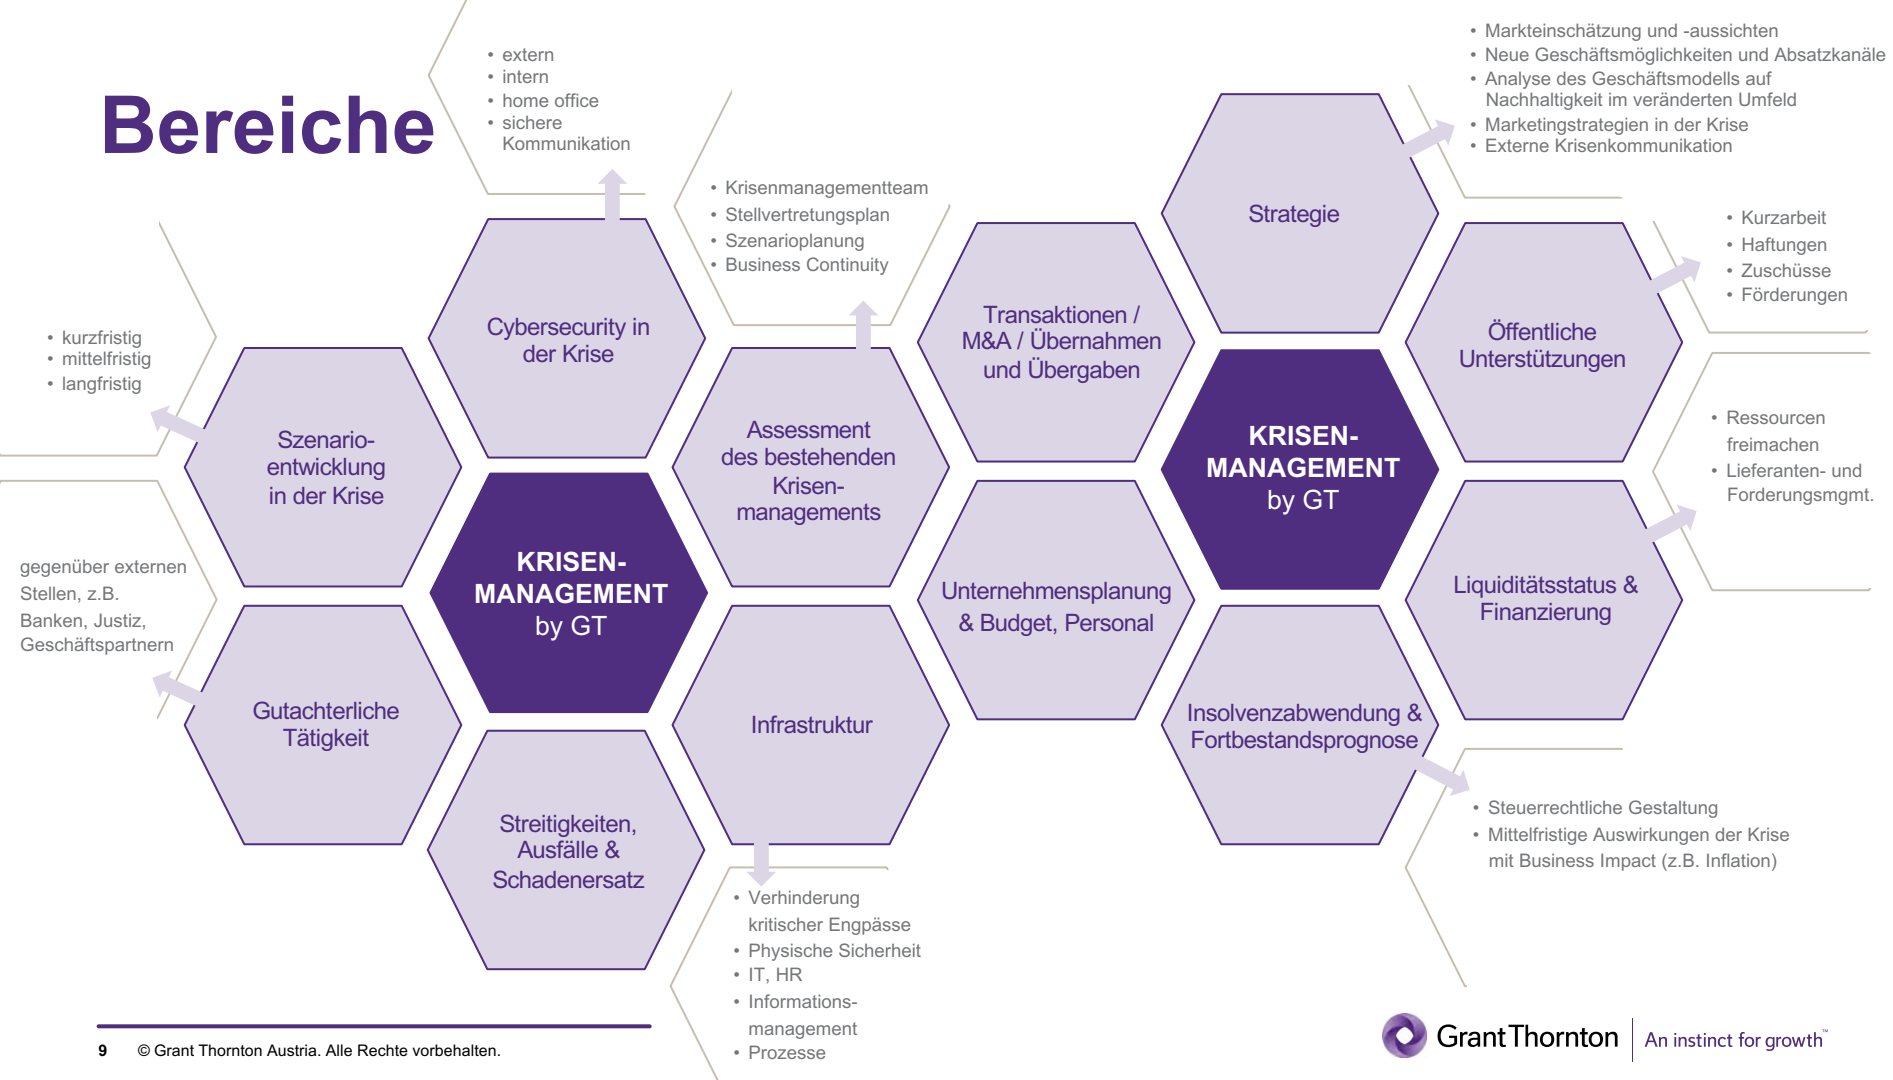 Bereiche
• extern
• intern
• home office
• sichere
Kommunikation
• Krisenmanagementteam
• Stellvertretungsplan
• Szenarioplanung
• Business Continuity
• kurzfristig
• mittelfristig
• langfristig
gegenüber externen
Stellen, z.B.
Banken, Justiz,
Geschäftspartnern
Cybersecurity in
der Krise
Szenario-
entwicklung
in der Krise
Assessment
des bestehenden
Krisen-
managements
KRISEN-
MANAGEMENT
by GT
Gutachterliche
Tätigkeit
Infrastruktur
Streitigkeiten,
Ausfälle &
Schadenersatz
• Verhinderung
kritischer Engpässe
• Physische Sicherheit
• IT, HR
• Informations-
management
• Prozesse
• Markteinschätzung und -aussichten
• Neue Geschäftsmöglichkeiten und Absatzkanäle
• Analyse des Geschäftsmodells auf
Nachhaltigkeit im veränderten Umfeld
• Marketingstrategien in der Krise
• Externe Krisenkommunikation
Strategie
Transaktionen /
M&A / Übernahmen
und Übergaben
Öffentliche
Unterstützungen
• Kurzarbeit
• Haftungen
• Zuschüsse
• Förderungen
KRISEN-
MANAGEMENT
by GT
• Ressourcen
freimachen
• Lieferanten- und
Forderungsmgmt.
Unternehmensplanung
& Budget, Personal
Liquiditätsstatus &
Finanzierung
Insolvenzabwendung &
Fortbestandsprognose
• Steuerrechtliche Gestaltung
• Mittelfristige Auswirkungen der Krise
mit Business Impact (z.B. Inflation)
9 © Grant Thornton Austria. Alle Rechte vorbehalten.
Grant Thornton
An instinct for growth™